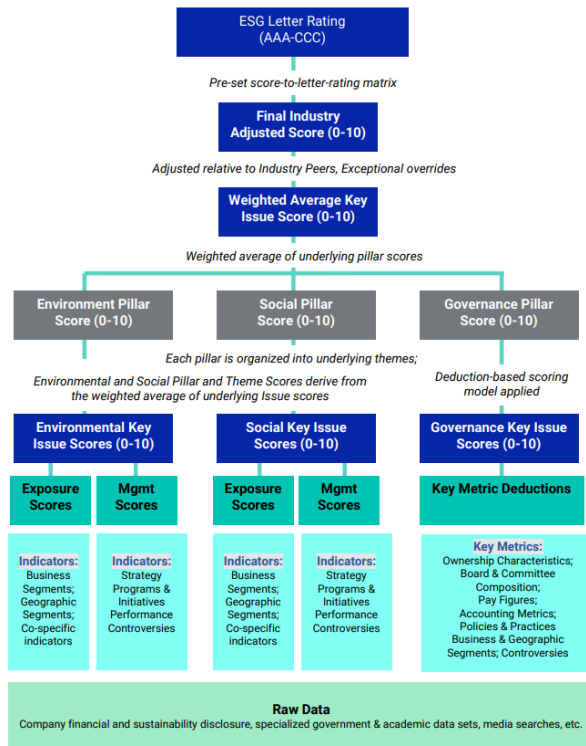 ESG Letter Rating
(AAA-CCC)
Pre-set score-to-letter-rating matrix
Final Industry
Adjusted Score (0-10)
Adjusted relative to Industry Peers, Exceptional overrides
Weighted Average Key
Issue Score (0-10)
Weighted average of underlying pillar scores
Environment Pillar
Score (0-10)
Social Pillar
Score (0-10)
Governance Pillar
Score (0-10)
Each pillar is organized into underlying themes;
Environmental and Social Pillar and Theme Scores derive from
the weighted average of underlying Issue scores
Deduction-based scoring
model applied
Environmental Key
Issue Scores (0-10)
Social Key Issue
Scores (0-10)
Governance Key Issue
Scores (0-10)
Exposure
Scores
Mgmt
Scores
Exposure
Scores
Mgmt
Scores
Key Metric Deductions
Indicators:
Business
Segments;
Geographic
Segments;
Co-specific
indicators
Indicators:
Strategy
Programs &
Initiatives
Performance
Controversies
Indicators:
Business
Segments;
Geographic
Segments;
Co-specific
indicators
Indicators:
Strategy
Programs &
Initiatives
Performance
Controversies
Key Metrics:
Ownership Characteristics;
Board & Committee
Composition;
Pay Figures;
Accounting Metrics;
Policies & Practices
Business & Geographic
Segments; Controversies
Raw Data
Company financial and sustainability disclosure, specialized government & academic data sets, media searches, etc.